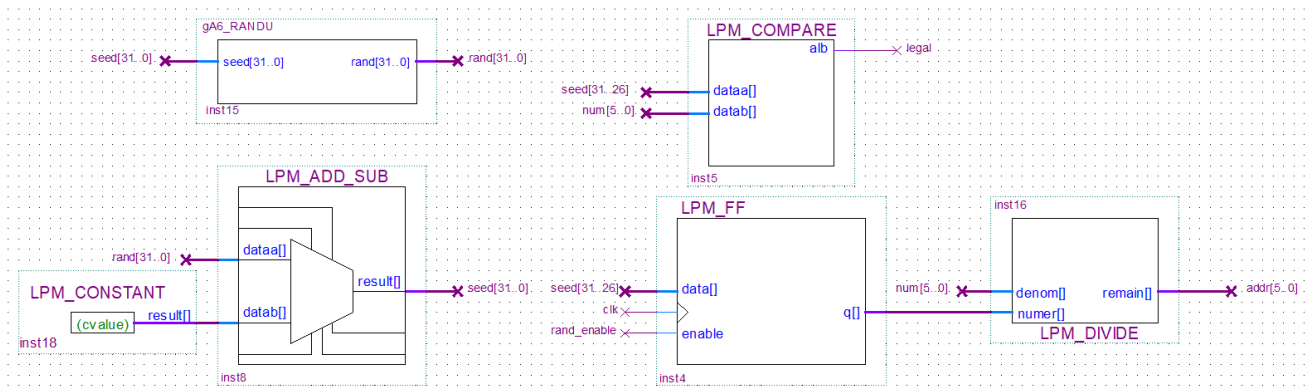 gA6_RANDU
seed[31..0]
seed[31..0]
rand[31..0]
rand[31..0]
inst15
LPM_COMPARE
alb
legal
seed[31..26]
dataa[]
num[5..0]
datab[]
inst5
LPM_ADD_SUB
rand[31..0]
dataa[]
result[]
seed[31..0]
datab[]
inst8
LPM_CONSTANT
result[]
(cvalue)
inst18
LPM_FF
seed[31..26]
data[]
clk
rand_enable
enable
q[]
inst4
inst16
num[5..0]
denom[]
remain[]
addr[5..0]
numer[]
LPM_DIVIDE